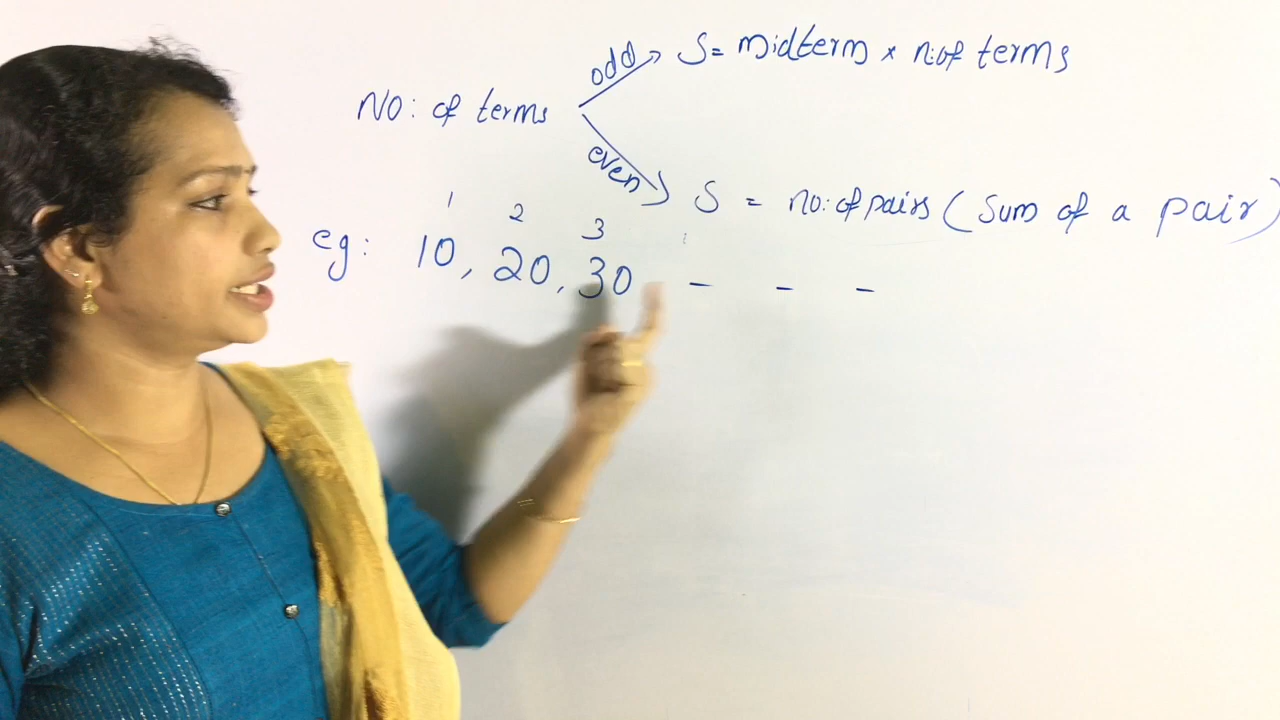 odd S = midterm × n:of terms
NO: of terms
even S = no: of pairs (sum of a pair)
1 2 3
eg: 10, 20, 30 - - -